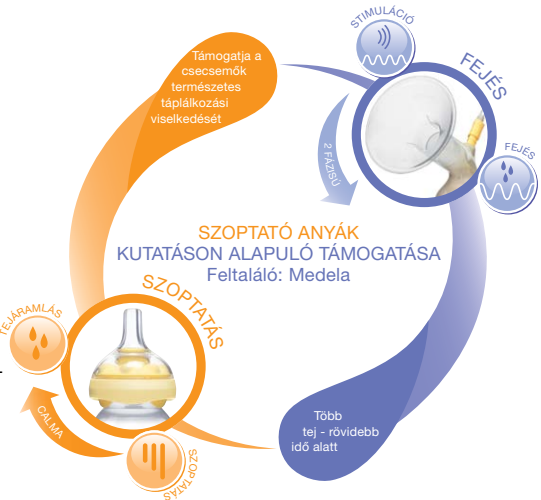 STIMULÁCIÓ
FEJÉS
Támogatja a
csecsemők
természetes
táplálkozási
viselkedését
2 FÁZISÚ
FEJÉS
SZOPTATÓ ANYÁK
KUTATÁSON ALAPULÓ TÁMOGATÁSA
Feltaláló: Medela
SZOPTATÁS
TEJÁRAMLÁS
CALMA
SZOPTATÁS
Több
tej - rövidebb
idő alatt